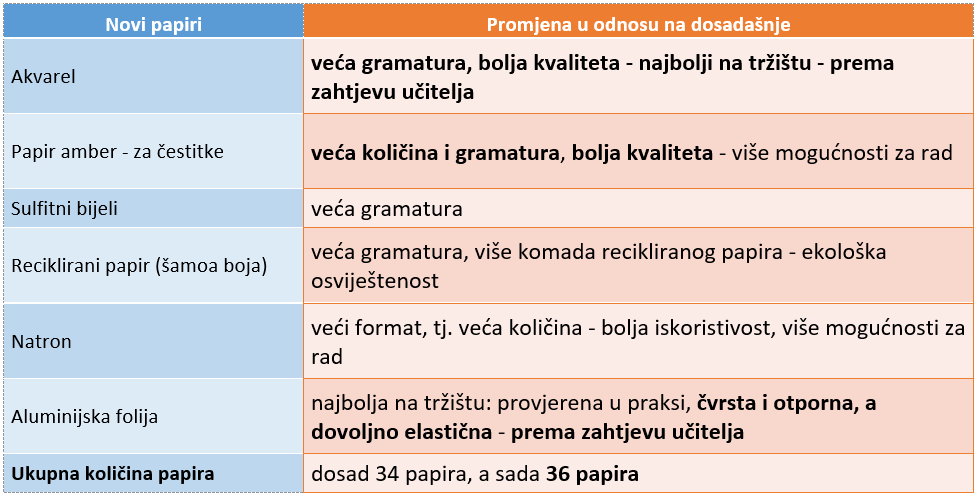 Novi papiri
Promjena u odnosu na dosadašnje
Akvarel
veća gramatura, bolja kvaliteta - najbolji na tržištu - prema
zahtjevu učitelja
Papir amber - za čestitke
veća količina i gramatura, bolja kvaliteta - više mogućnosti za rad
Sulfitni bijeli
veća gramatura
Reciklirani papir (šamoa boja)
veća gramatura, više komada recikliranog papira - ekološka
osviještenost
Natron
veći format, tj. veća količina - bolja iskoristivost, više mogućnosti za
rad
Aluminijska folija
najbolja na tržištu: provjerena u praksi, čvrsta i otporna, a
dovoljno elastična - prema zahtjevu učitelja
Ukupna količina papira
dosad 34 papira, a sada 36 papira